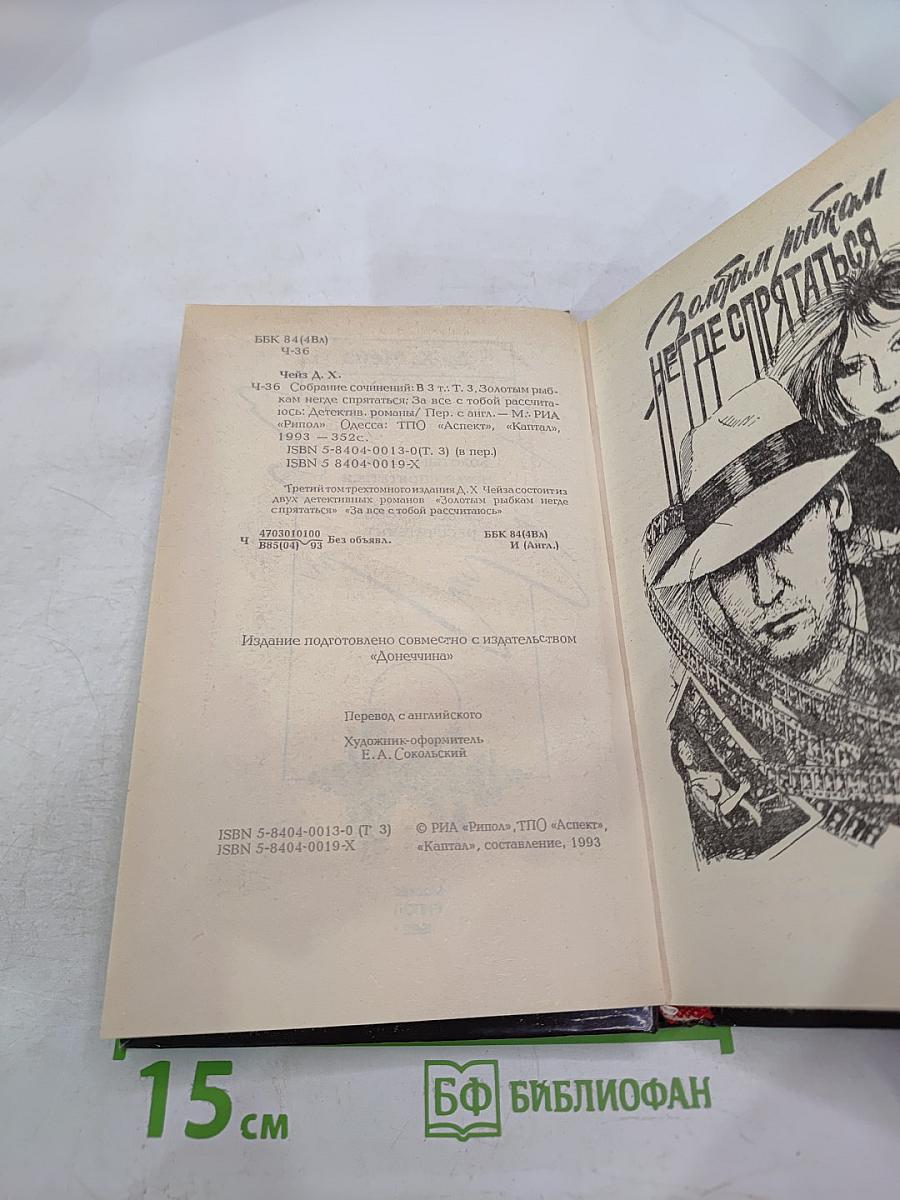 ББК 84(4Вл)
Ч-36
Чейз Д. Х.
Ч-36 Собрание сочинений: В 3 т.: Т. 3. Золотым рыб-
кам негде спрятаться; За все с тобой рассчита-
юсь: Детектив. романы/ Пер. с англ. — М.: РИА
«Рипол» Одесса: ТПО «Аспект», «Каптал»,
1993 — 352с.
ISBN 5-8404-0013-0(Т. 3) (в пер.)
ISBN 5 8404-0019-X
Третий том трехтомного издания Д. Х Чейза состоит из
двух детективных романов «Золотым рыбкам негде
спрятаться» «За все с тобой рассчитаюсь»
Ч 4703010100
В85(04) 93 Без объявл.
ББК 84(4Вл)
И (Англ.)
Издание подготовлено совместно с издательством
«Донеччина»
Перевод с английского
Художник-оформитель
Е. А. Сокольский
ISBN 5-8404-0013-0 (Т 3)
ISBN 5-8404-0019-X
© РИА «Рипол», ТПО «Аспект»,
«Каптал», составление, 1993
Золотым рыбкам
НЕГДЕ СПРЯТАТЬСЯ
15 см
БФ БИБЛИОФАН